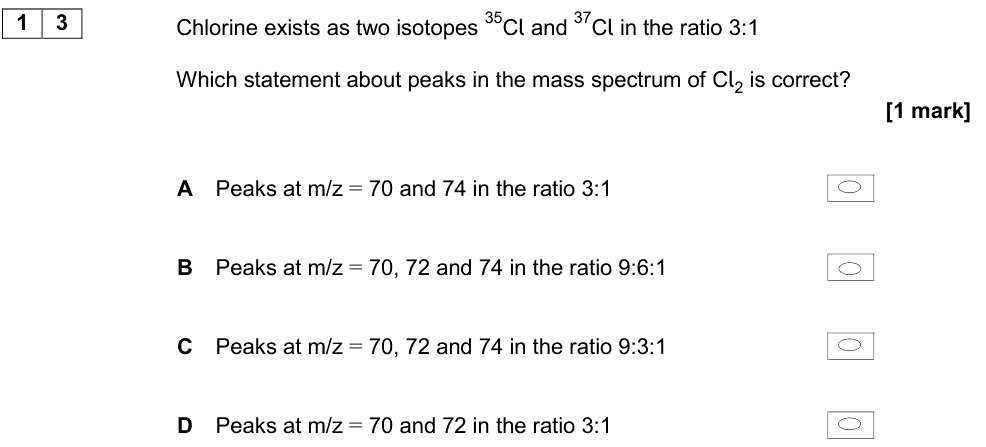 1 3 Chlorine exists as two isotopes ³⁵Cl and ³⁷Cl in the ratio 3:1
Which statement about peaks in the mass spectrum of Cl₂ is correct?
[1 mark]
A Peaks at m/z = 70 and 74 in the ratio 3:1
B Peaks at m/z = 70, 72 and 74 in the ratio 9:6:1
C Peaks at m/z = 70, 72 and 74 in the ratio 9:3:1
D Peaks at m/z = 70 and 72 in the ratio 3:1